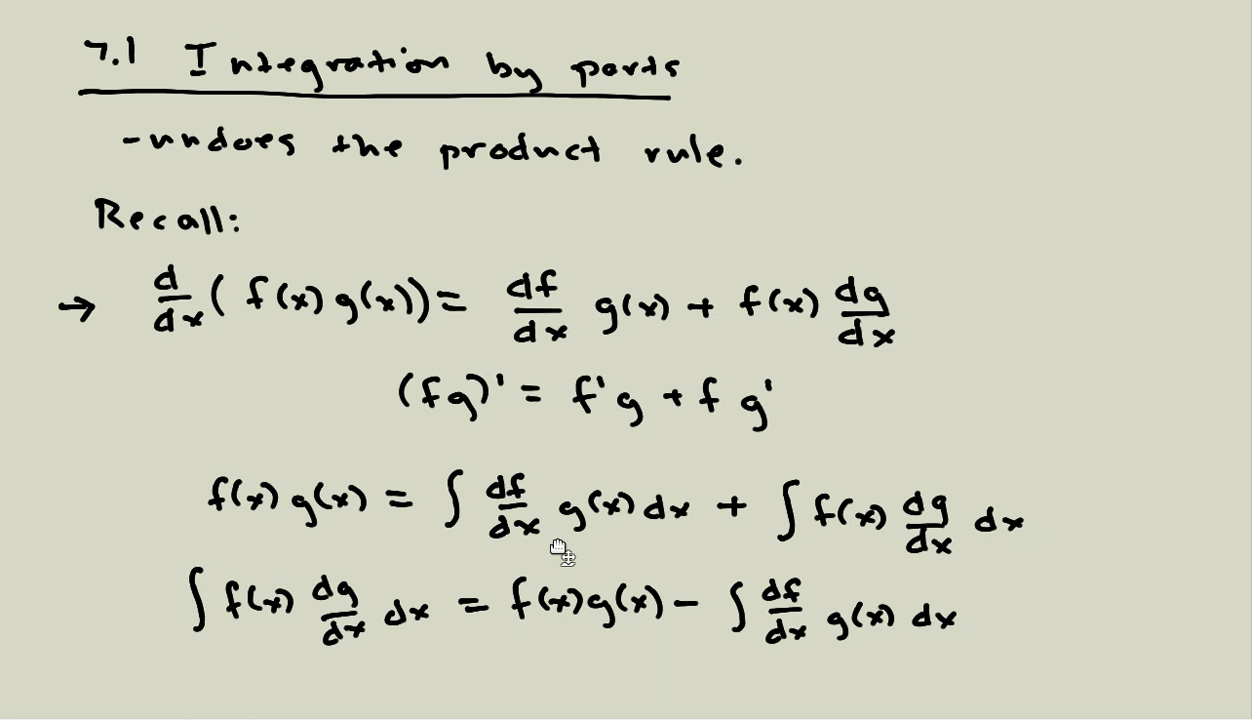 7.1 Integration by parts
-undoes the product rule.
Recall:
→ d/dx ( f(x) g(x)) = df/dx g(x) + f(x) dg/dx
(fg)' = f'g + f g'
f(x) g(x) = ∫ df/dx g(x) dx + ∫ f(x) dg/dx dx
∫ f(x) dg/dx dx = f(x)g(x) - ∫ df/dx g(x) dx